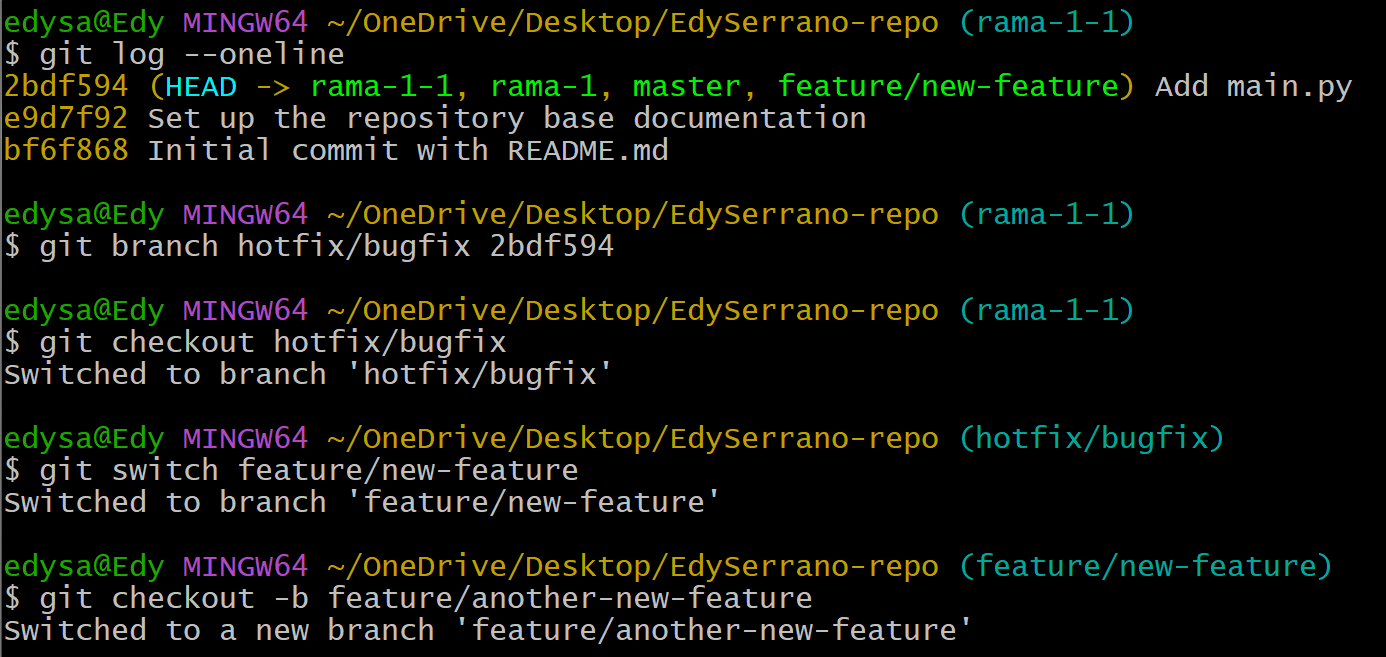 edysa@Edy MINGW64 ~/OneDrive/Desktop/EdySerrano-repo (rama-1-1)
$ git log --oneline
2bdf594 (HEAD -> rama-1-1, rama-1, master, feature/new-feature) Add main.py
e9d7f92 Set up the repository base documentation
bf6f868 Initial commit with README.md
edysa@Edy MINGW64 ~/OneDrive/Desktop/EdySerrano-repo (rama-1-1)
$ git branch hotfix/bugfix 2bdf594
edysa@Edy MINGW64 ~/OneDrive/Desktop/EdySerrano-repo (rama-1-1)
$ git checkout hotfix/bugfix
Switched to branch 'hotfix/bugfix'
edysa@Edy MINGW64 ~/OneDrive/Desktop/EdySerrano-repo (hotfix/bugfix)
$ git switch feature/new-feature
Switched to branch 'feature/new-feature'
edysa@Edy MINGW64 ~/OneDrive/Desktop/EdySerrano-repo (feature/new-feature)
$ git checkout -b feature/another-new-feature
Switched to a new branch 'feature/another-new-feature'